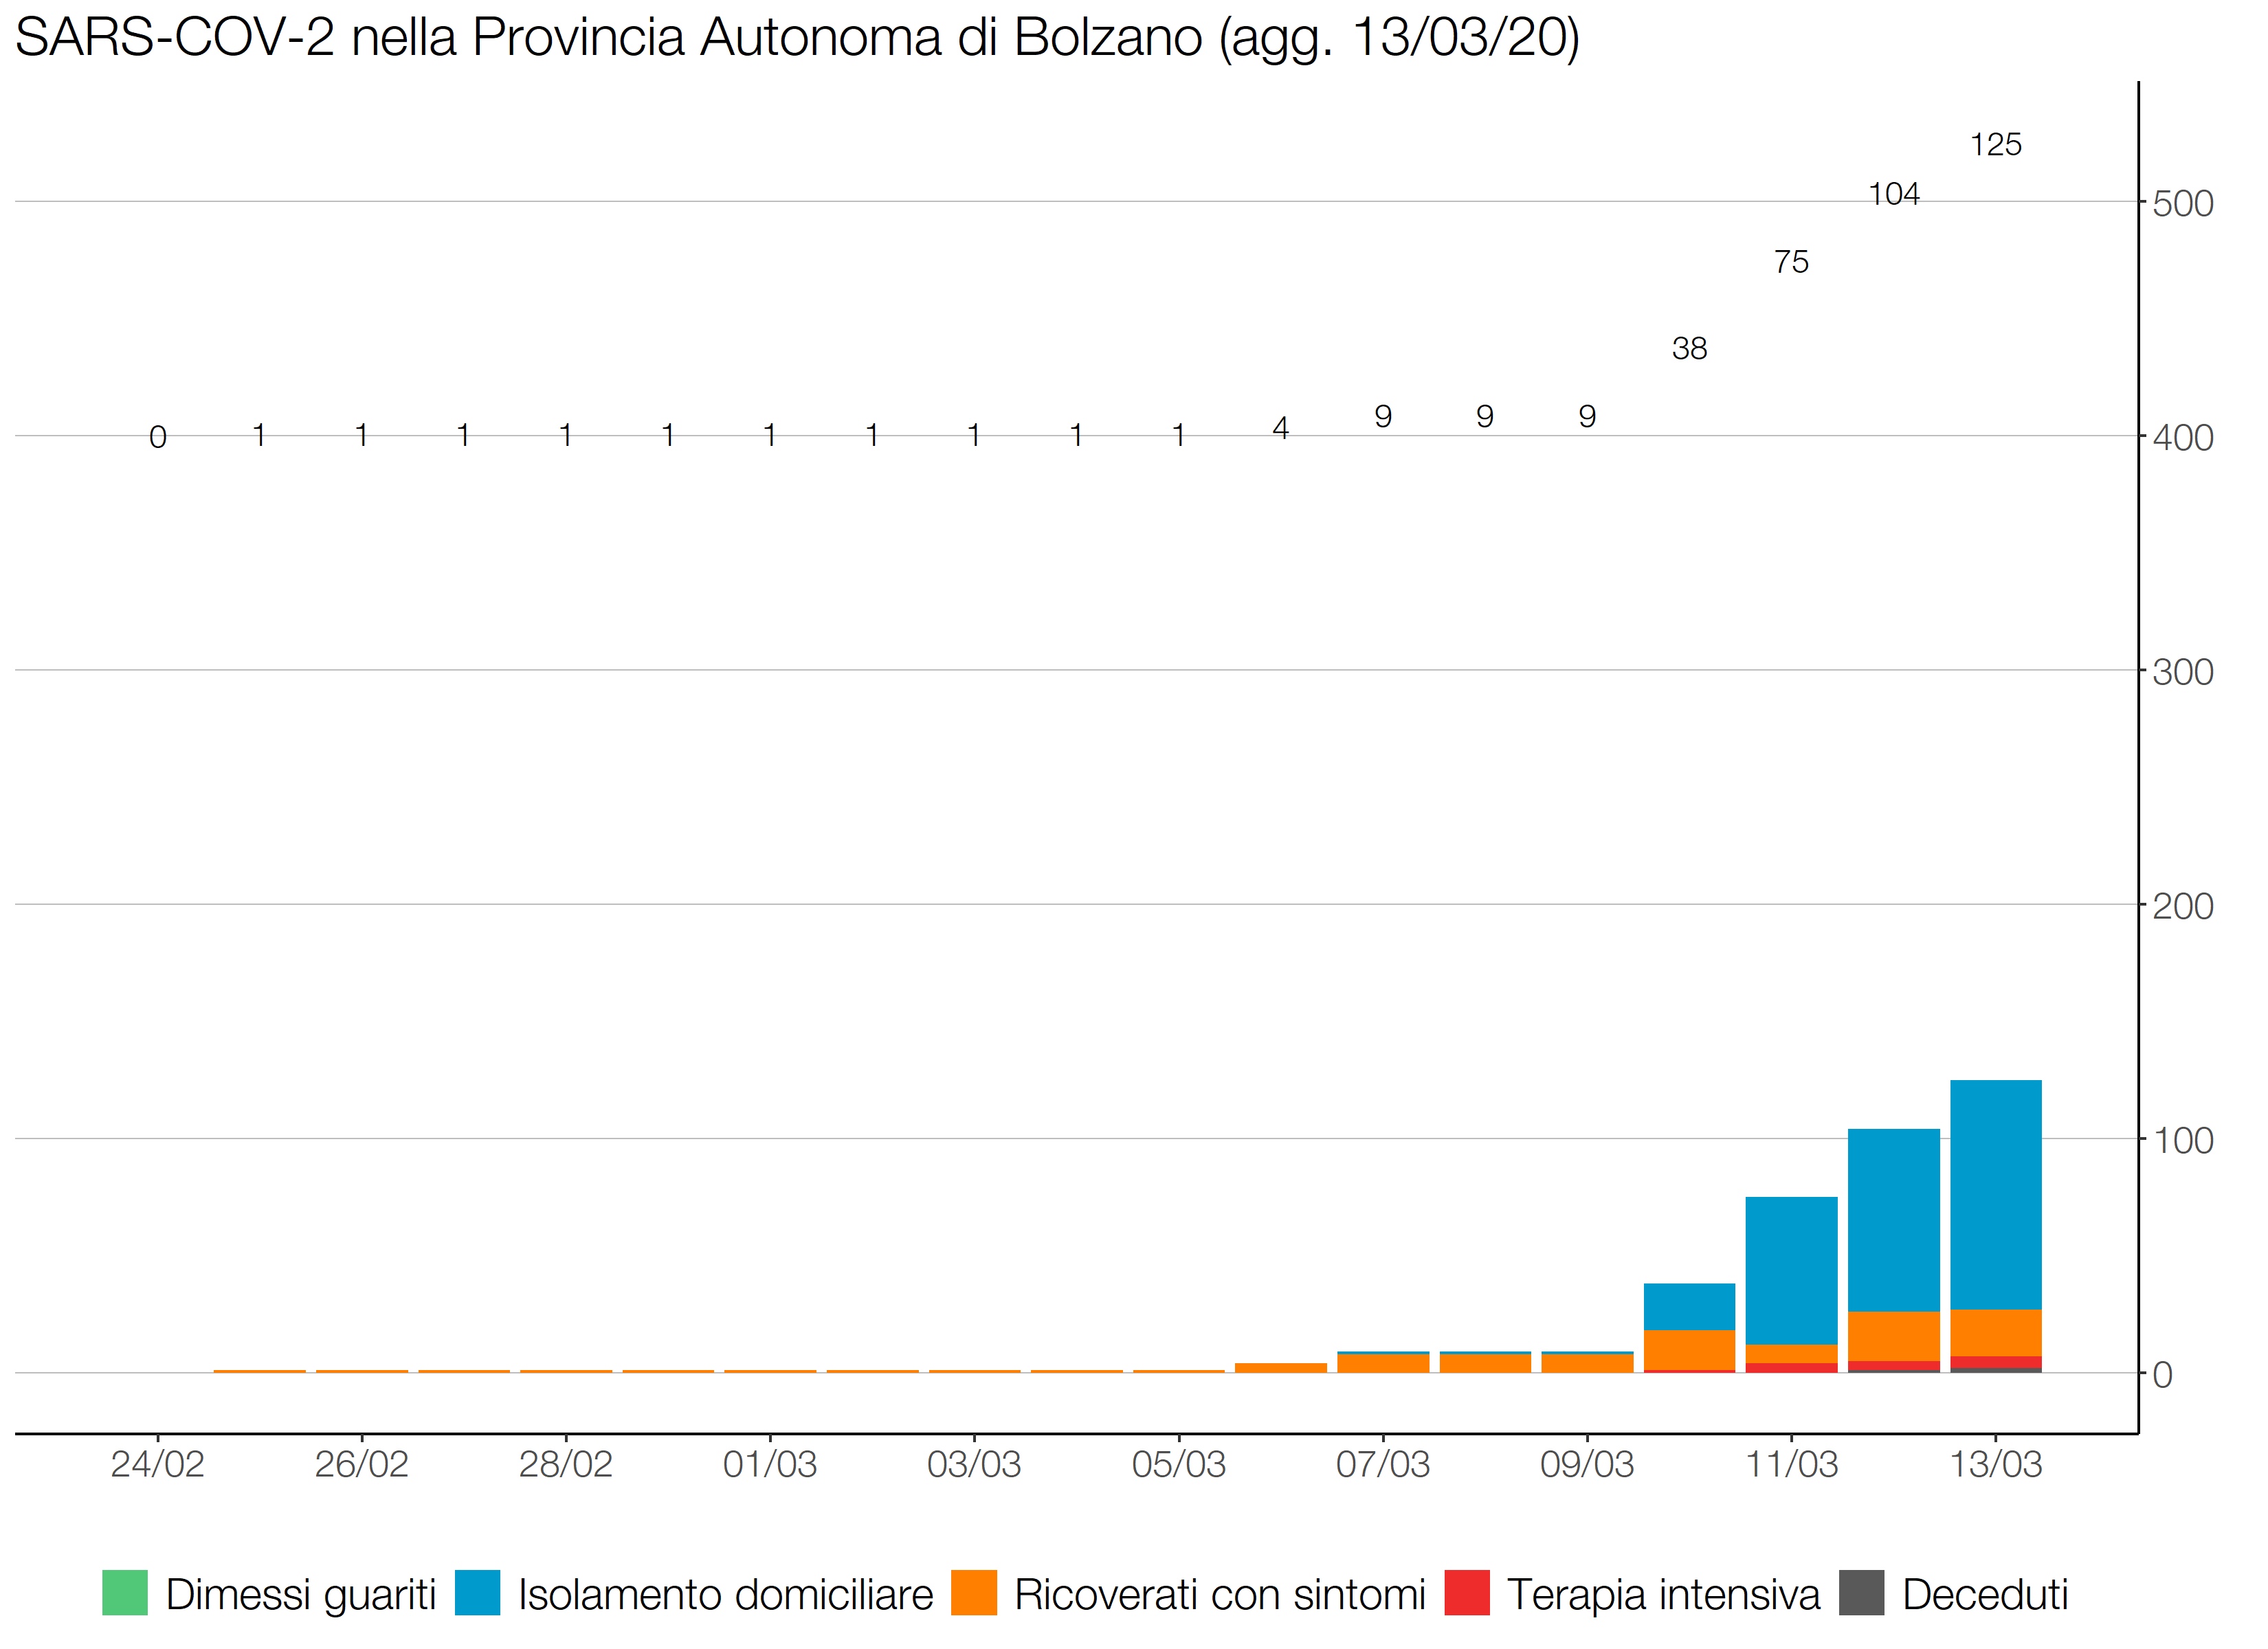 SARS-COV-2 nella Provincia Autonoma di Bolzano (agg. 13/03/20)
125
104
500
75
38
0 1 1 1 1 1 1 1 1 1 1 4 9 9 9
400
300
200
100
0
24/02 26/02 28/02 01/03 03/03 05/03 07/03 09/03 11/03 13/03
Dimessi guariti Isolamento domiciliare Ricoverati con sintomi Terapia intensiva Deceduti